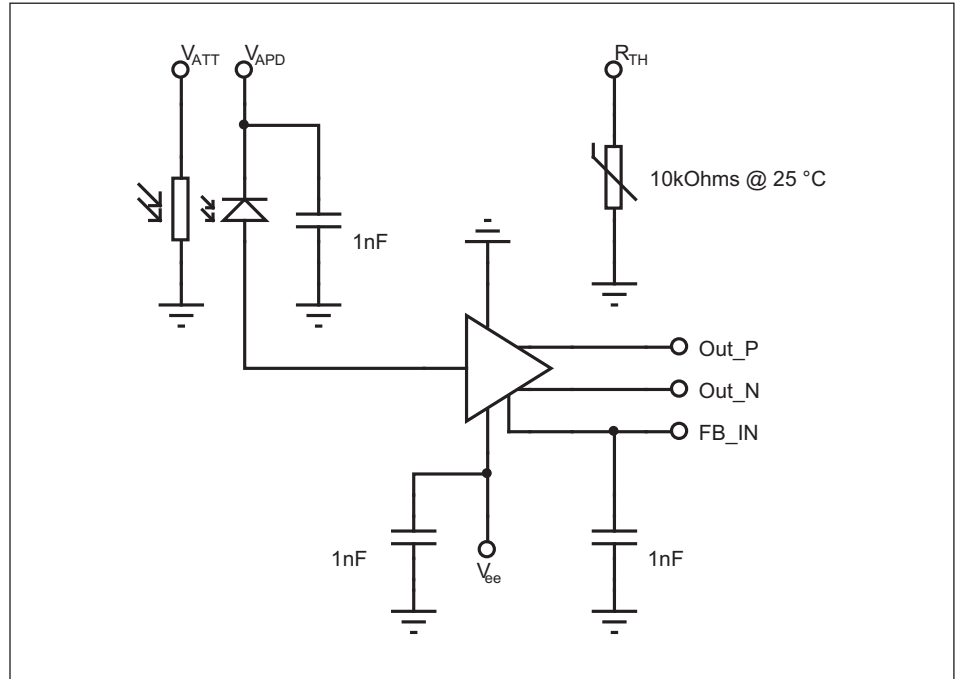 VATT
VAPD
RTH
10kOhms @ 25 °C
1nF
Out_P
Out_N
FB_IN
1nF
Vee
1nF